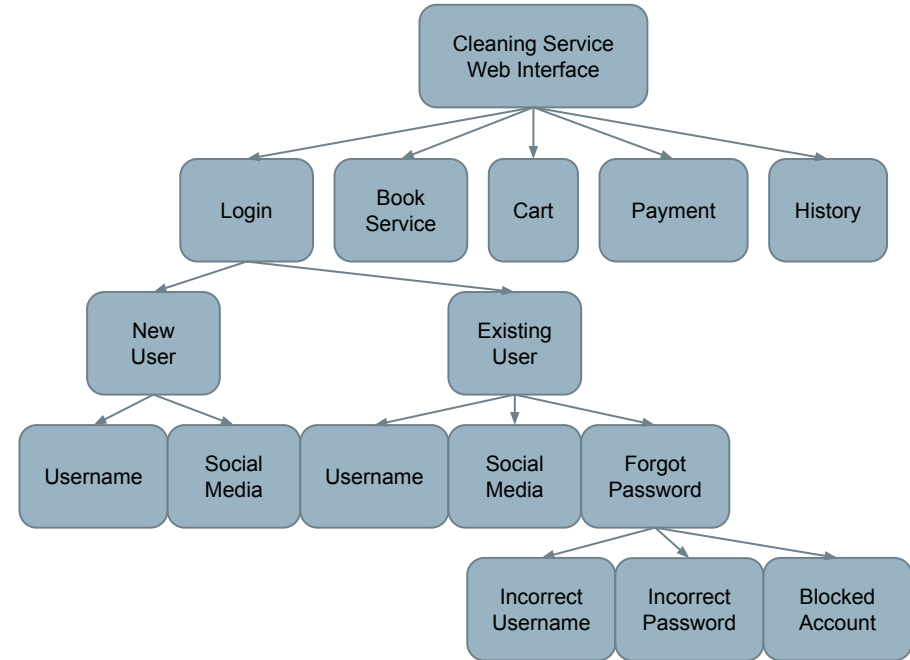 Cleaning Service
Web Interface
Login
Book
Service
Cart
Payment
History
New
User
Existing
User
Username
Social
Media
Username
Social
Media
Forgot
Password
Incorrect
Username
Incorrect
Password
Blocked
Account